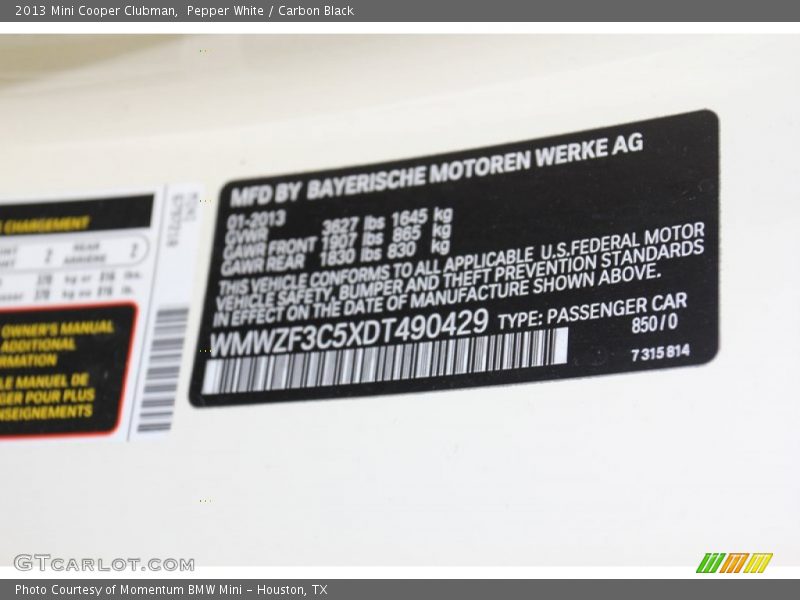 2013 Mini Cooper Clubman,  Pepper White / Carbon Black
MFD BY BAYERISCHE MOTOREN WERKE AG
01-2013
GVWR 3627 lbs 1645 kg
GAWR FRONT 1907 lbs 865 kg
GAWR REAR 1830 lbs 830 kg
THIS VEHICLE CONFORMS TO ALL APPLICABLE U.S.FEDERAL MOTOR
VEHICLE SAFETY, BUMPER AND THEFT PREVENTION STANDARDS
IN EFFECT ON THE DATE OF MANUFACTURE SHOWN ABOVE.
WMWZF3C5XDT490429 TYPE: PASSENGER CAR
850/0
7 315 814
CHARGEMENT
REAR
2 ARRIÈRE 2
OWNER'S MANUAL
ADDITIONAL
LE MANUEL DE
POUR PLUS
GTCARLOT.COM
Photo Courtesy of Momentum BMW Mini - Houston, TX